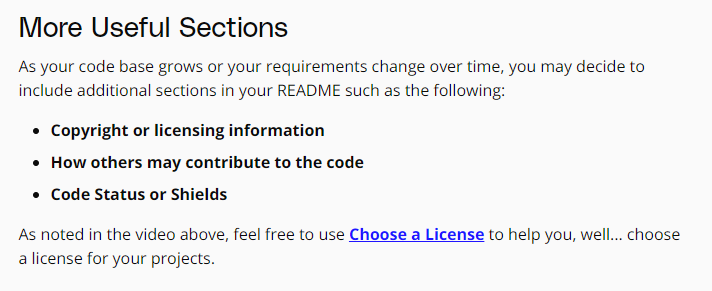 More Useful Sections
As your code base grows or your requirements change over time, you may decide to
include additional sections in your README such as the following:
• Copyright or licensing information
• How others may contribute to the code
• Code Status or Shields
As noted in the video above, feel free to use Choose a License to help you, well... choose
a license for your projects.